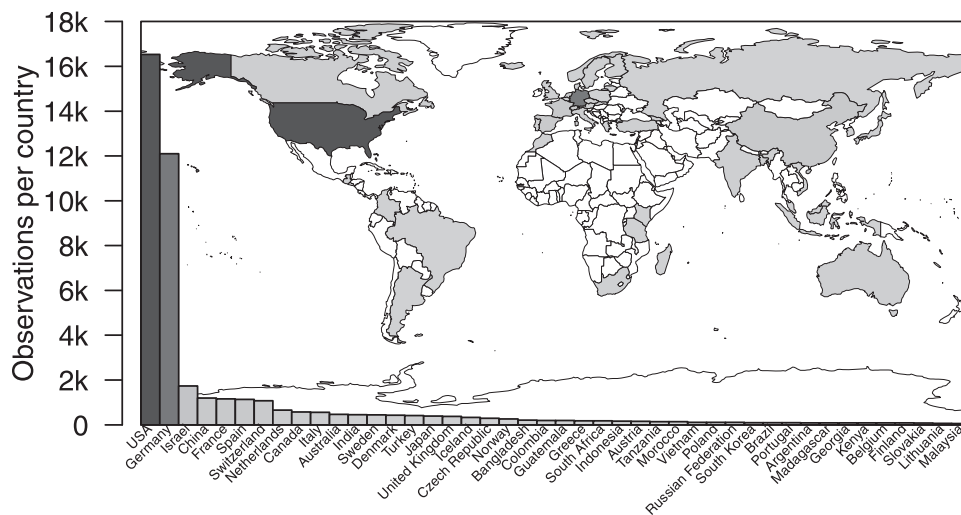 Observations per country
18k
16k
14k
12k
10k
8k
6k
4k
2k
0
USA
Germany
Israel
China
France
Spain
Switzerland
Netherlands
Canada
Italy
Australia
India
Sweden
Denmark
Turkey
Japan
United Kingdom
Iceland
Czech Republic
Norway
Bangladesh
Colombia
Guatemala
Greece
South Africa
Indonesia
Austria
Tanzania
Morocco
Vietnam
Poland
Russian Federation
South Korea
Brazil
Portugal
Argentina
Madagascar
Georgia
Kenya
Belgium
Finland
Slovakia
Lithuania
Malaysia